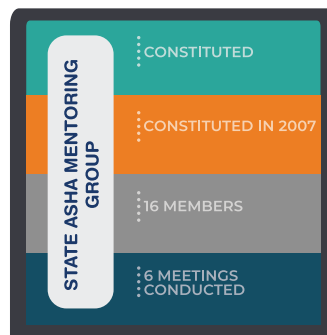 STATE ASHA MENTORING
GROUP
CONSTITUTED
CONSTITUTED IN 2007
16 MEMBERS
6 MEETINGS
CONDUCTED